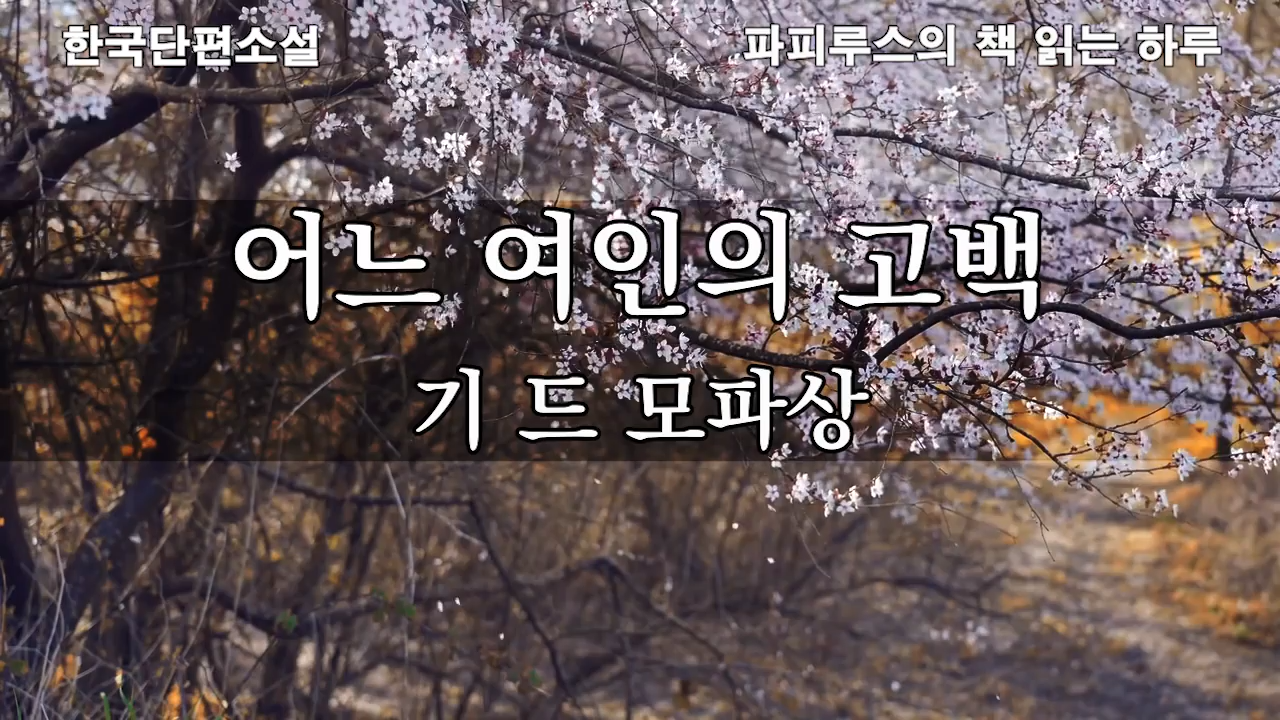 한국단편소설
파피루스의 책 읽는 하루
어느 여인의 고백
기 드 모파상